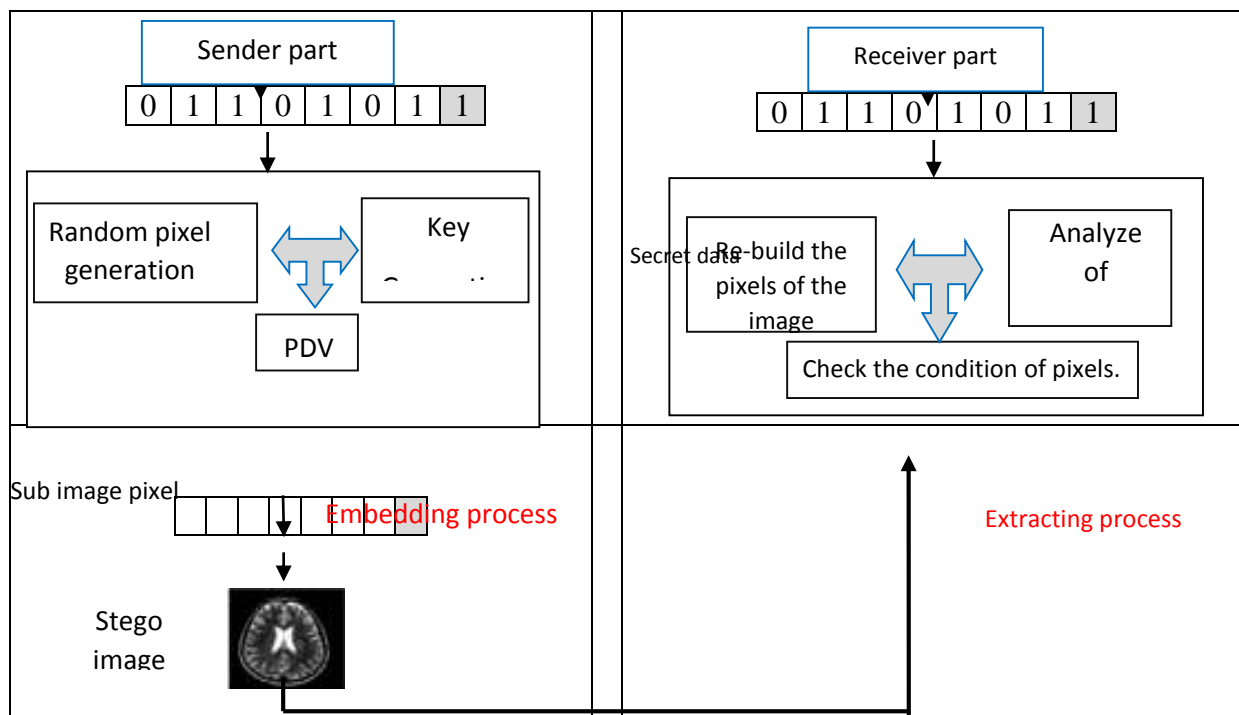 Sender part
0 1 1 0 1 0 1 1
Random pixel
generation
Key
PDV
Sub image pixel
Embedding process
Stego
image
Receiver part
0 1 1 0 1 0 1 1
Secret data
Re-build the
pixels of the
image
Analyze
of
Check the condition of pixels.
Extracting process